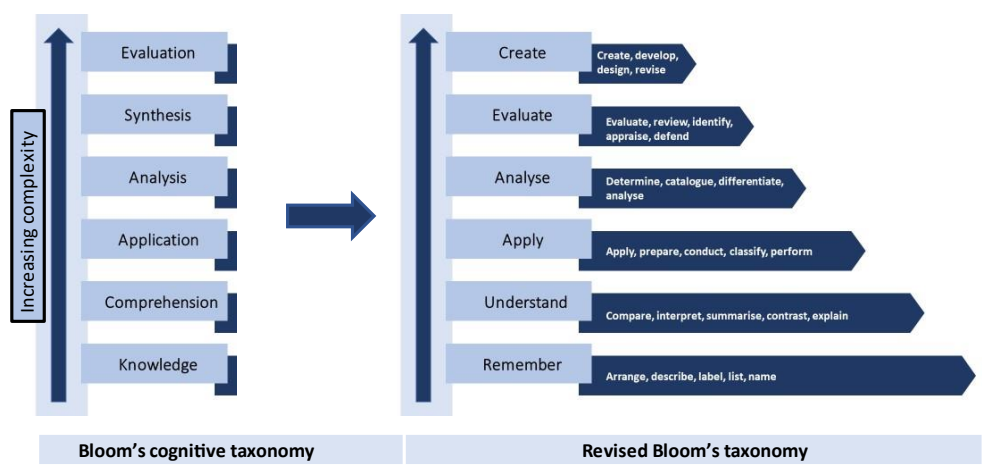 Increasing complexity
Evaluation
Synthesis
Analysis
Application
Comprehension
Knowledge
Bloom's cognitive taxonomy
Create
Create, develop,
design, revise
Evaluate
Evaluate, review, identify,
appraise, defend
Analyse
Determine, catalogue, differentiate,
analyse
Apply
Apply, prepare, conduct, classify, perform
Understand
Compare, interpret, summarise, contrast, explain
Remember
Arrange, describe, label, list, name
Revised Bloom's taxonomy